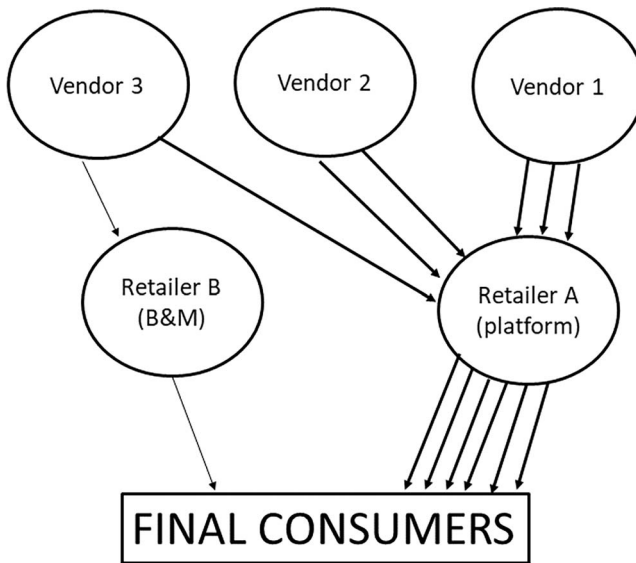 Vendor 3
Vendor 2
Vendor 1
Retailer B
(B&M)
Retailer A
(platform)
FINAL CONSUMERS